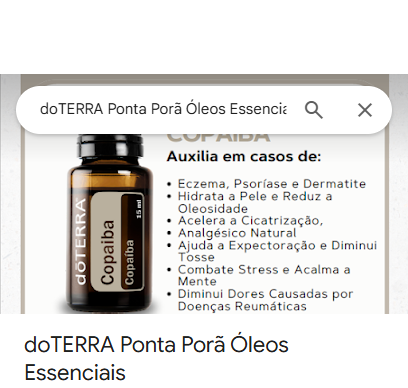 doTERRA Ponta Porã Óleos Essencia
COPAIBA
Auxilia em casos de:
• Eczema, Psoríase e Dermatite
• Hidrata a Pele e Reduz a
Oleosidade
• Acelera a Cicatrização,
• Analgésico Natural
• Ajuda a Expectoração e Diminui
Tosse
• Combate Stress e Acalma a
Mente
• Diminui Dores Causadas por
Doenças Reumáticas
dōTERRA
Copaiba
Copaíba
15 ml
doTERRA Ponta Porã Óleos
Essenciais